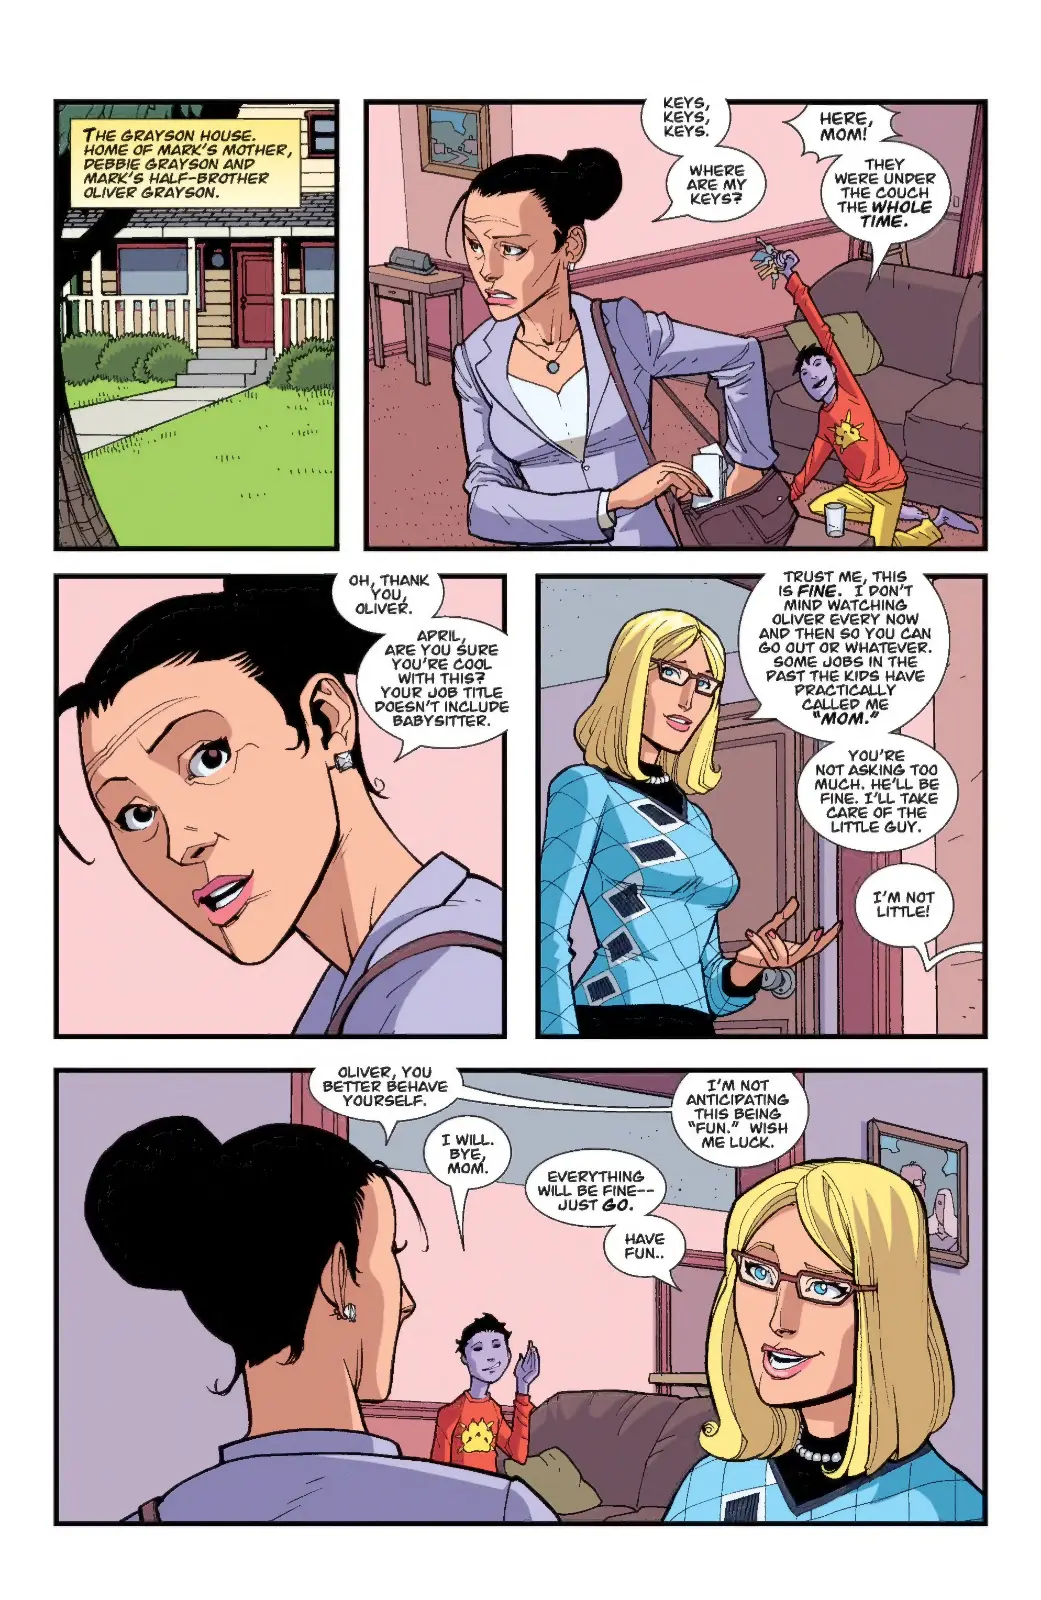 THE GRAYSON HOUSE.
HOME OF MARK'S MOTHER,
DEBBIE GRAYSON AND
MARK'S HALF-BROTHER
OLIVER GRAYSON.
KEYS,
KEYS,
KEYS.
WHERE
ARE MY
KEYS?
HERE,
MOM!
THEY
WERE UNDER
THE COUCH
THE WHOLE
TIME.
OH, THANK
YOU,
OLIVER.
APRIL,
ARE YOU SURE
YOU'RE COOL
WITH THIS?
YOUR JOB TITLE
DOESN'T INCLUDE
BABYSITTER.
TRUST ME, THIS
IS FINE. I DON'T
MIND WATCHING
OLIVER EVERY NOW
AND THEN SO YOU CAN
GO OUT OR WHATEVER.
SOME JOBS IN THE
PAST THE KIDS HAVE
PRACTICALLY
CALLED ME
"MOM."
YOU'RE
NOT ASKING TOO
MUCH. HE'LL BE
FINE. I'LL TAKE
CARE OF THE
LITTLE GUY.
I'M NOT
LITTLE!
OLIVER, YOU
BETTER BEHAVE
YOURSELF.
I WILL.
BYE,
MOM.
I'M NOT
ANTICIPATING
THIS BEING
"FUN." WISH
ME LUCK.
EVERYTHING
WILL BE FINE--
JUST GO.
HAVE
FUN..